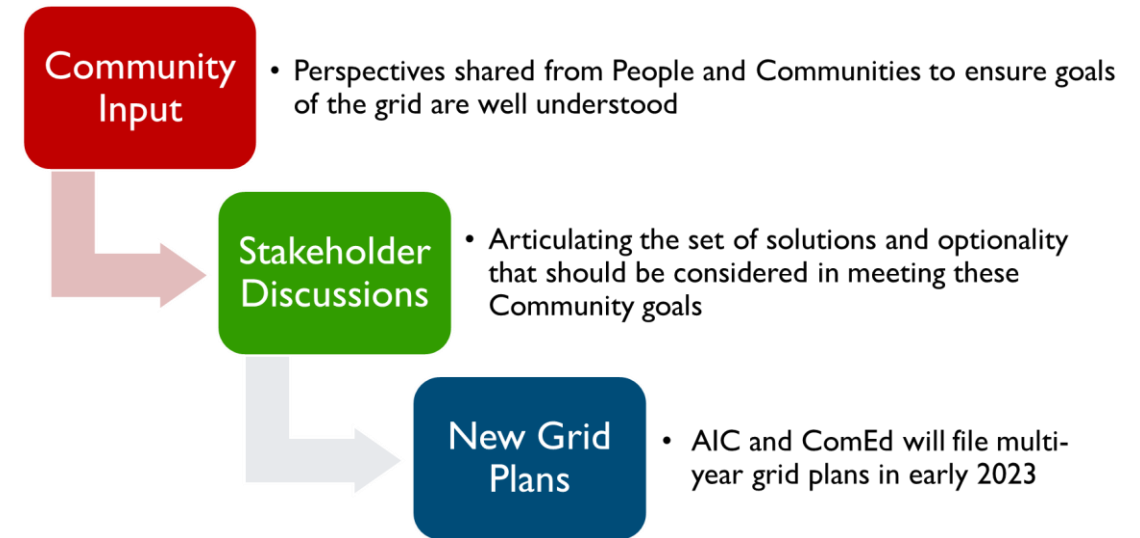 Community
Input
• Perspectives shared from People and Communities to ensure goals
of the grid are well understood
Stakeholder
Discussions
• Articulating the set of solutions and optionality
that should be considered in meeting these
Community goals
New Grid
Plans
• AIC and ComEd will file multi-
year grid plans in early 2023